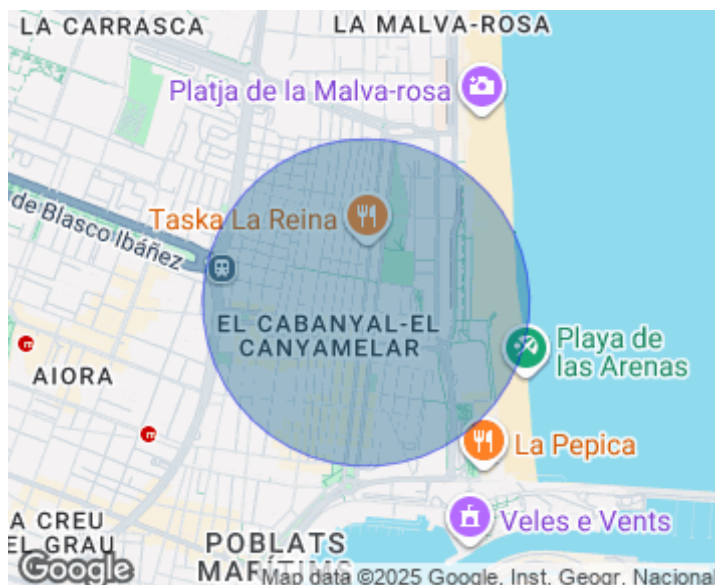 LA CARRASCA
LA MALVA-ROSA
Platja de la Malva-rosa
de Blasco Ibáñez
Taska La Reina
EL CABANYAL-EL
CANYAMELAR
Playa de
las Arenas
AIORA
La Pepica
A CREU
EL GRAU
Veles e Vents
POBLATS
MARÍTIMS
Google
Map data ©2025 Google, Inst. Geogr. Nacional